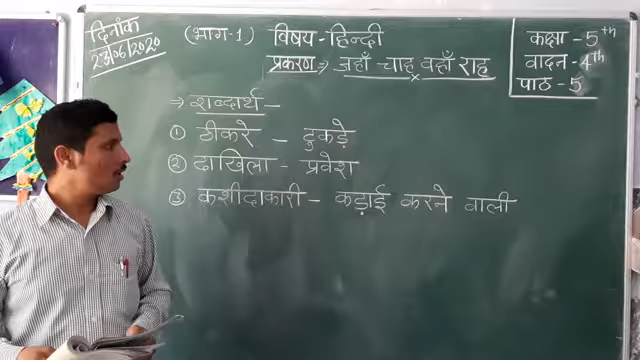 दिनांक
23/06/2020
(भाग-1) विषय-हिन्दी
प्रकरण:→ जहाँ चाह वहाँ राह
कक्षा - 5th
वादन - 4th
पाठ - 5
→ शब्दार्थ -
① ठीकरे - टुकड़े
② दाखिला - प्रवेश
③ कशीदाकारी - कड़ाई करने वाली